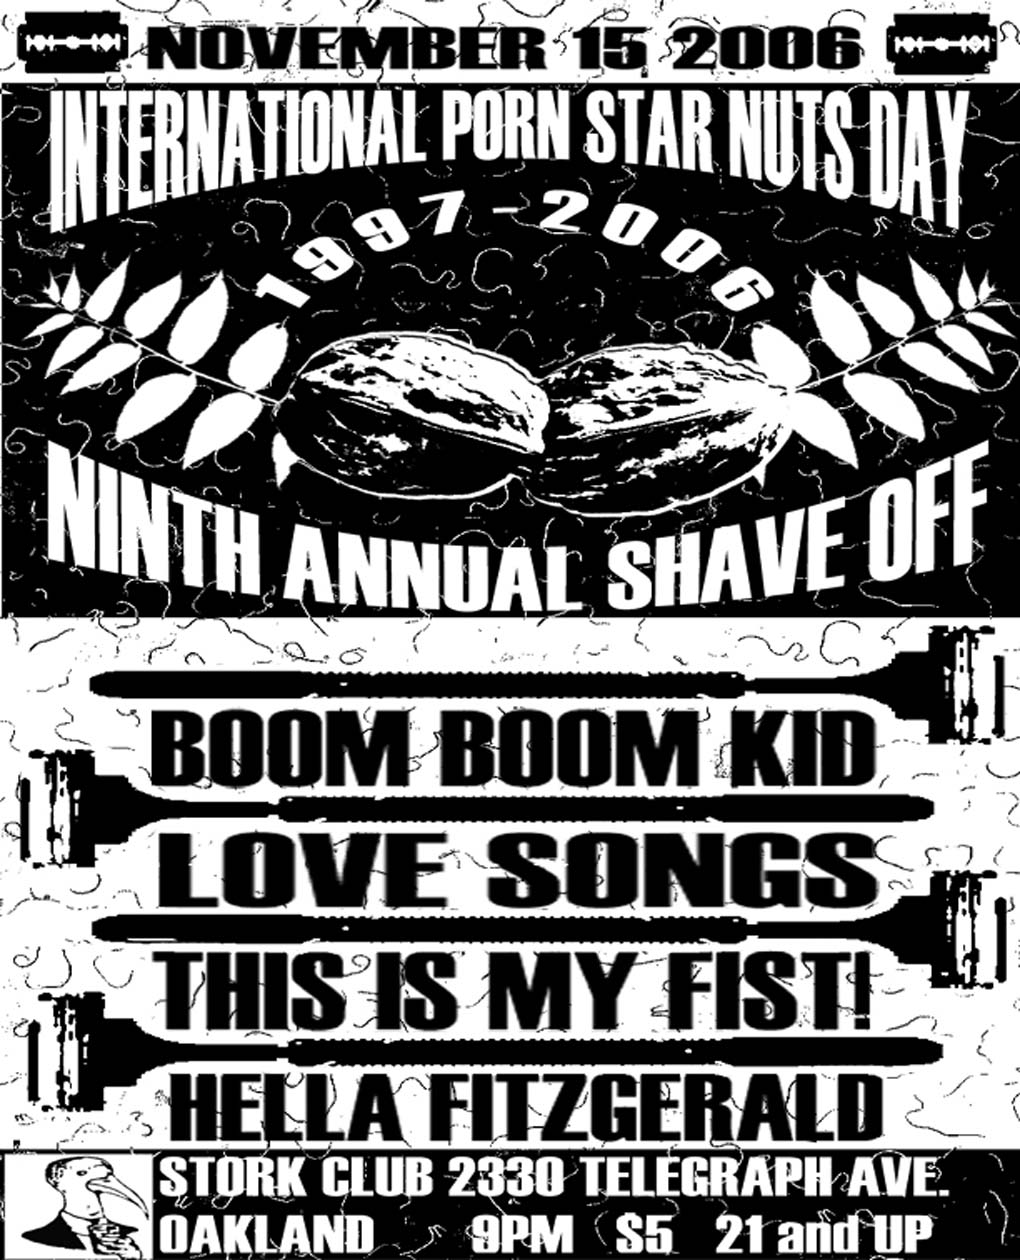 NOVEMBER 15, 2006
INTERNATIONAL PORN STAR NUTS DAY
1997-2006
NINTH ANNUAL SHAVE OFF
BOOM BOOM KID
LOVE SONGS
THIS IS MY FIST!
HELLA FITZGERALD
STORK CLUB 2330 TELEGRAPH AVE.
OAKLAND 9PM $5 21 and UP